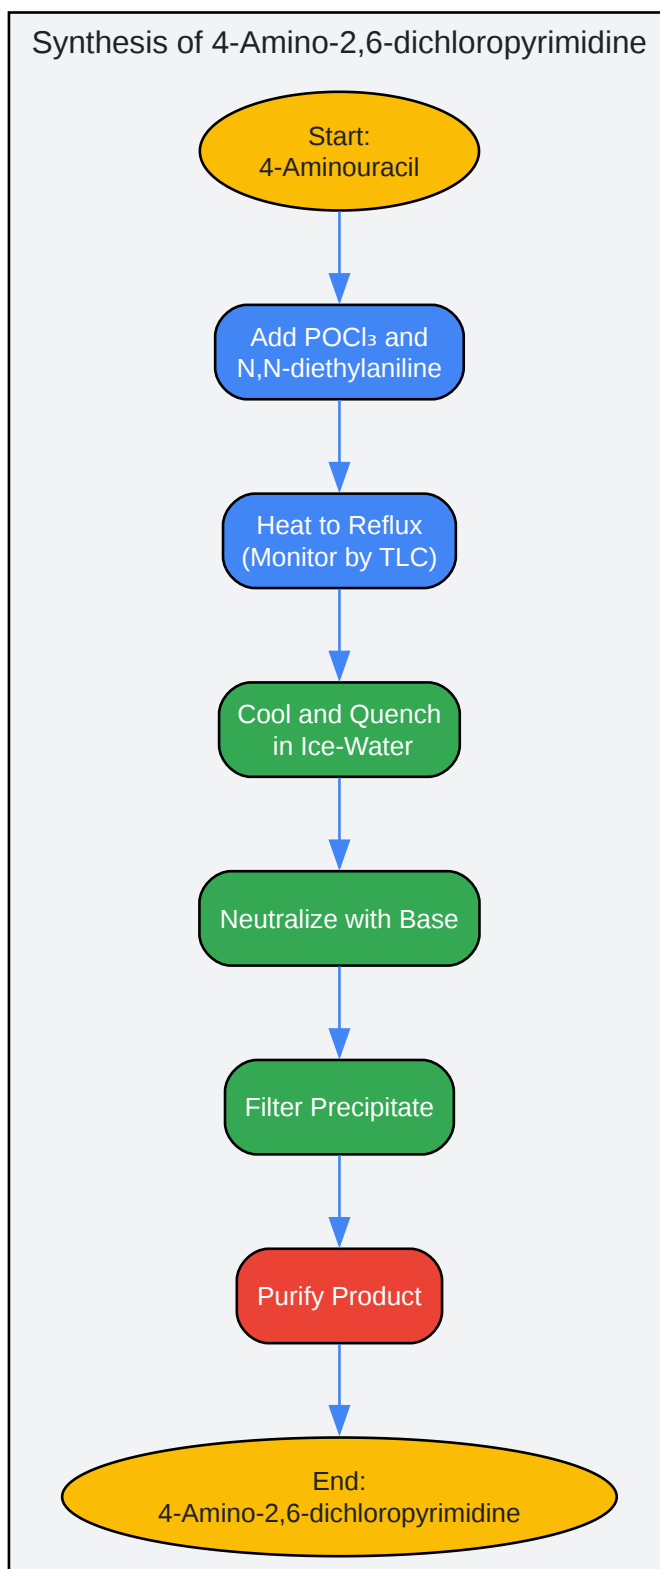 Synthesis of 4-Amino-2,6-dichloropyrimidine
Start:
4-Aminouracil
Add POCl₃ and
N,N-diethylaniline
Heat to Reflux
(Monitor by TLC)
Cool and Quench
in Ice-Water
Neutralize with Base
Filter Precipitate
Purify Product
End:
4-Amino-2,6-dichloropyrimidine